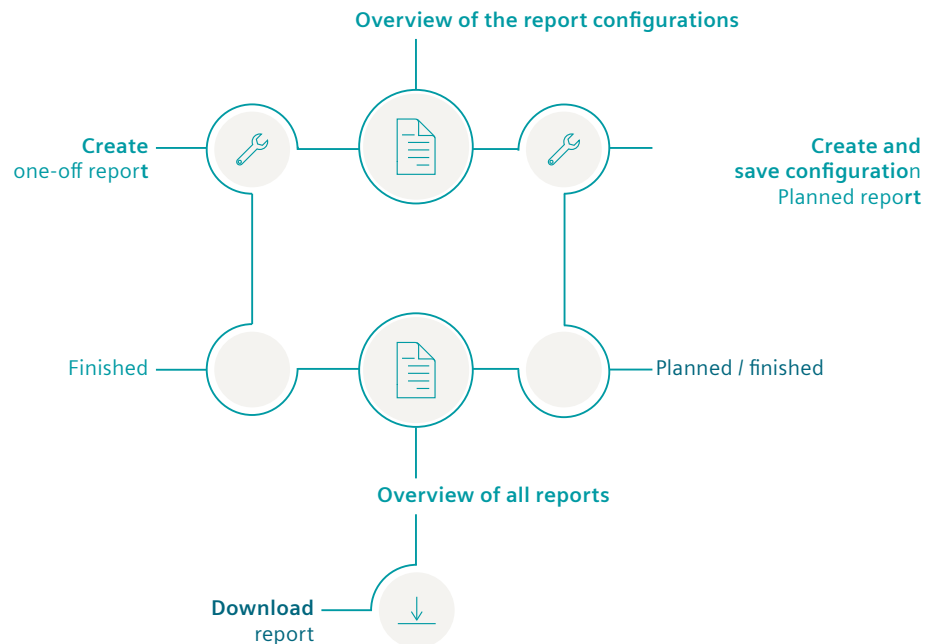 Overview of the report configurations
Create
one-off report
Create and
save configuration
Planned report
Finished
Planned / finished
Overview of all reports
Download
report